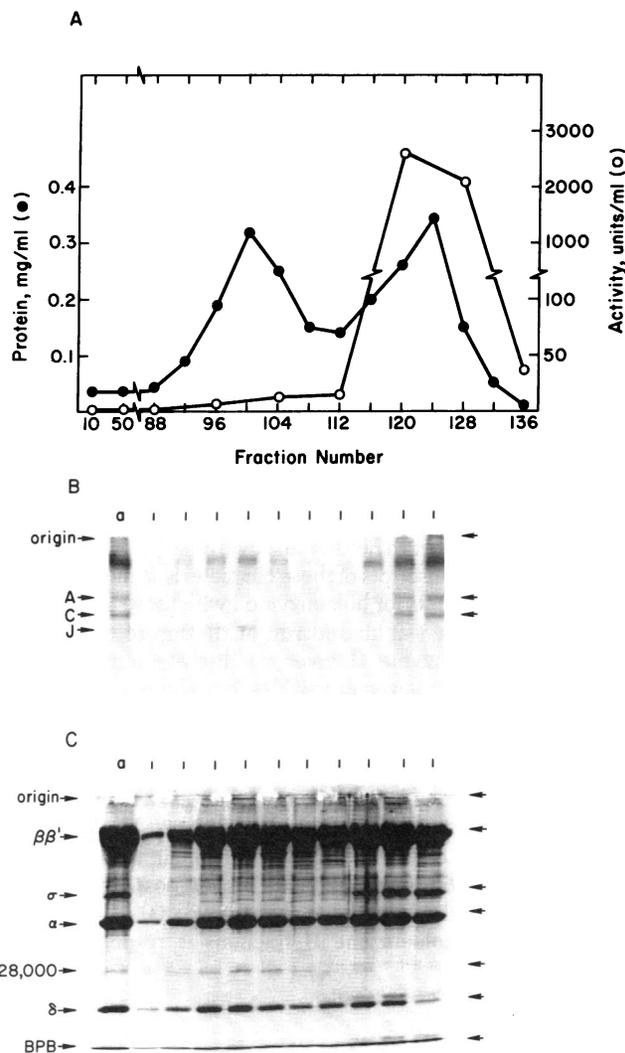 A
Protein, mg/ml (●)
0.4
0.3
0.2
0.1
3000
2000
1000
100
50
Activity, units/ml (○)
10 50 88 96 104 112 120 128 136
Fraction Number
B
a
origin
A
C
J
C
a
origin
ββ'
σ
α
28,000
δ
BPB